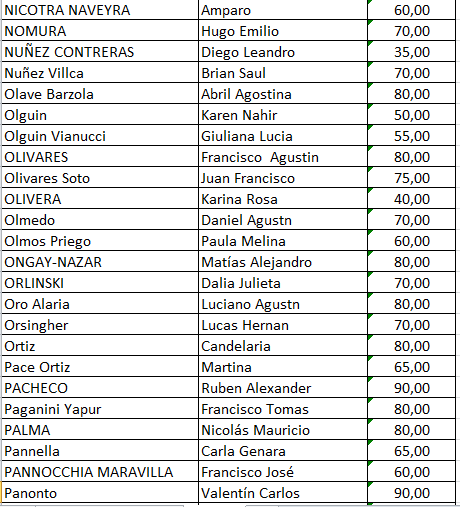 NICOTRA NAVEYRA Amparo 60,00
NOMURA Hugo Emilio 70,00
NUÑEZ CONTRERAS Diego Leandro 35,00
Nuñez Villca Brian Saul 70,00
Olave Barzola Abril Agostina 80,00
Olguin Karen Nahir 50,00
Olguin Vianucci Giuliana Lucia 55,00
OLIVARES Francisco  Agustin 80,00
Olivares Soto Juan Francisco 75,00
OLIVERA Karina Rosa 40,00
Olmedo Daniel Agustn 70,00
Olmos Priego Paula Melina 60,00
ONGAY-NAZAR Matías Alejandro 80,00
ORLINSKI Dalia Julieta 70,00
Oro Alaria Luciano Agustn 80,00
Orsingher Lucas Hernan 70,00
Ortiz Candelaria 80,00
Pace Ortiz Martina 65,00
PACHECO Ruben Alexander 90,00
Paganini Yapur Francisco Tomas 80,00
PALMA Nicolás Mauricio 80,00
Pannella Carla Genara 65,00
PANNOCCHIA MARAVILLA Francisco José 60,00
Panonto Valentín Carlos 90,00